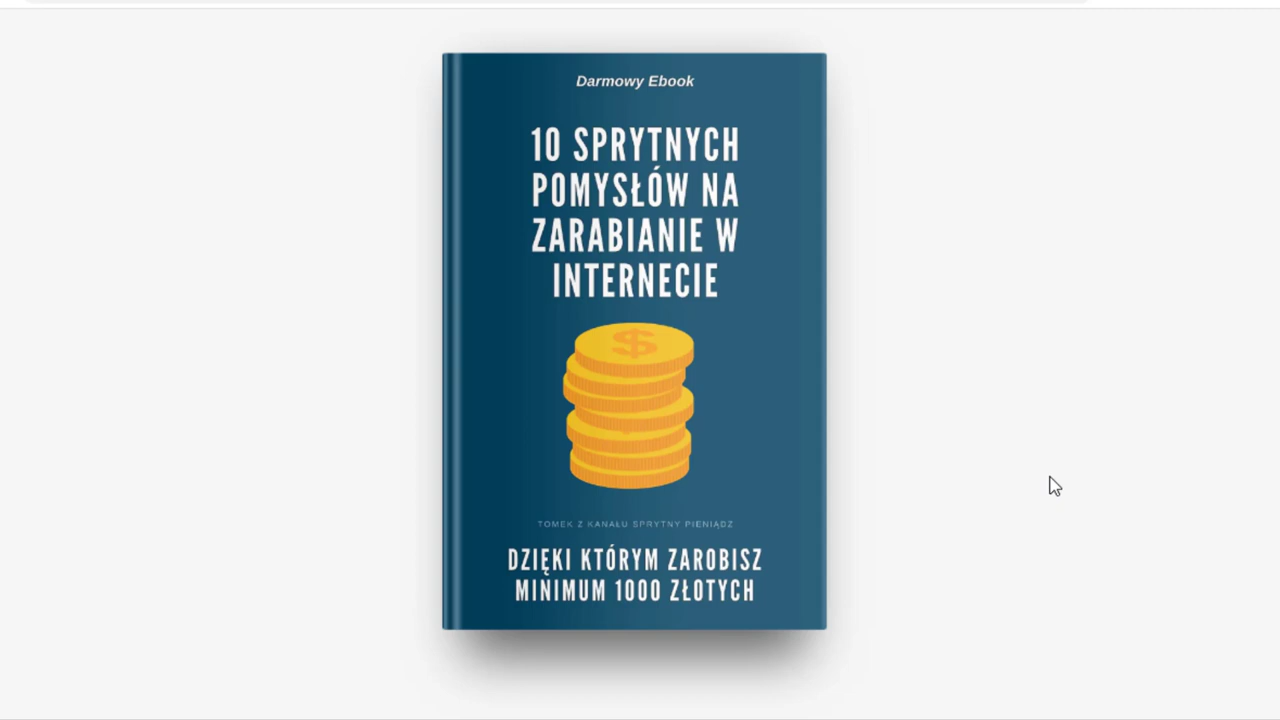 Darmowy Ebook
10 SPRYTNYCH
POMYSŁÓW NA
ZARABIANIE W
INTERNECIE
$
TOMEK Z KANAŁU SPRYTNY PIENIĄDZ
DZIĘKI KTÓRYM ZAROBISZ
MINIMUM 1000 ZŁOTYCH